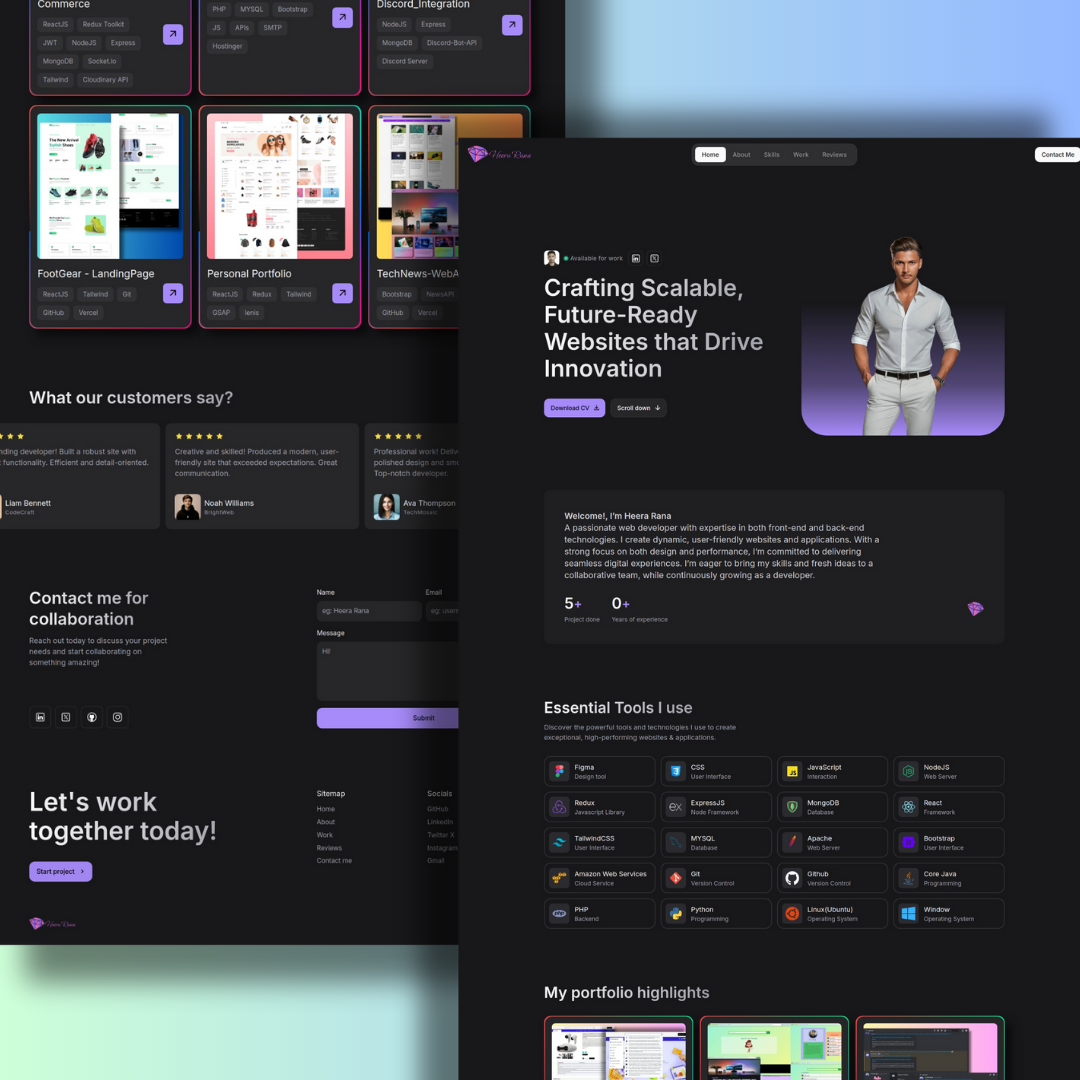 Commerce
ReactJS
Redux Toolkit
JWT
NodeJS
Express
MongoDB
Socket.io
Tailwind
Cloudinary API
PHP
MYSQL
Bootstrap
JS
APIs
SMTP
Hostinger
Discord_Integration
NodeJS
Express
MongoDB
Discord-Bot-API
Discord Server
FootGear - LandingPage
ReactJS
Tailwind
Git
GitHub
Vercel
Personal Portfolio
ReactJS
Redux
Tailwind
GSAP
lenis
TechNews-WebA
Bootstrap
NewsAPI
GitHub
Vercel
What our customers say?
nding developer! Built a robust site with
functionality. Efficient and detail-oriented.
Liam Bennett
CodeCraft
Creative and skilled! Produced a modern, user-
friendly site that exceeded expectations. Great
communication.
Noah Williams
BrightWeb
Professional work! Deliv
polished design and smo
Top-notch developer.
Ava Thompson
TechMosaic
Contact me for
collaboration
Reach out today to discuss your project
needs and start collaborating on
something amazing!
Name
Email
eg: Heera Rana
eg: usern
Message
Hi!
Submit
Let's work
together today!
Start project
Sitemap
Home
About
Work
Reviews
Contact me
Socials
GitHub
LinkedIn
Twitter X
Instagram
Gmail
Heera Rana
Heera Rana
Home
About
Skills
Work
Reviews
Contact Me
Available for work
Crafting Scalable,
Future-Ready
Websites that Drive
Innovation
Download CV
Scroll down
Welcome!, I'm Heera Rana
A passionate web developer with expertise in both front-end and back-end
technologies. I create dynamic, user-friendly websites and applications. With a
strong focus on both design and performance, I'm committed to delivering
seamless digital experiences. I'm eager to bring my skills and fresh ideas to a
collaborative team, while continuously growing as a developer.
5+
Project done
0+
Years of experience
Essential Tools I use
Discover the powerful tools and technologies I use to create
exceptional, high-performing websites & applications.
Figma
Design tool
CSS
User Interface
JS
JavaScript
Interaction
NodeJS
Web Server
Redux
Javascript Library
ex
ExpressJS
Node Framework
MongoDB
Database
React
Framework
TailwindCSS
User Interface
MYSQL
Database
Apache
Web Server
Bootstrap
User Interface
Amazon Web Services
Cloud Service
Git
Version Control
Github
Version Control
Core Java
Programming
php
PHP
Backend
Python
Programming
Linux(Ubuntu)
Operating System
Window
Operating System
My portfolio highlights